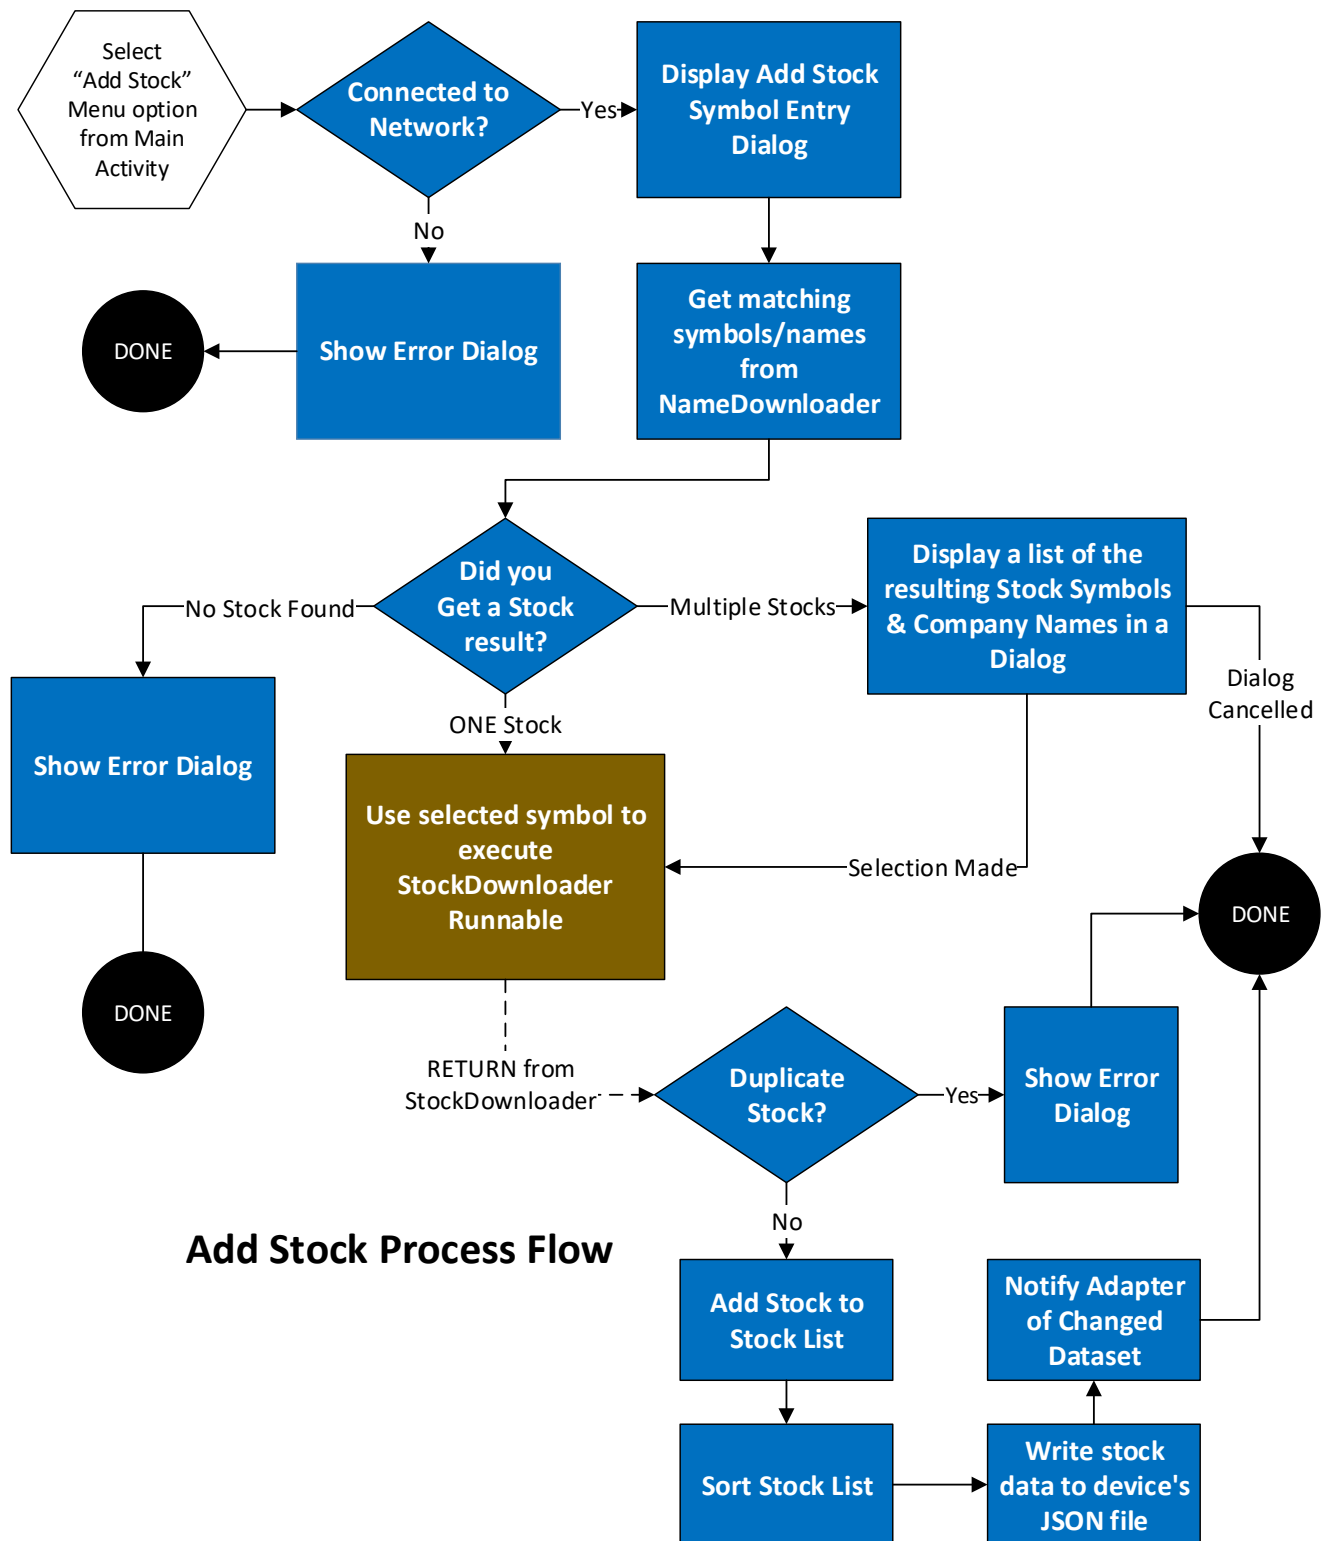 Select
“Add Stock”
Menu option
from Main
Activity
Connected to
Network?
Yes
Display Add Stock
Symbol Entry
Dialog
No
Show Error Dialog
DONE
Get matching
symbols/names
from
NameDownloader
Did you
Get a Stock
result?
No Stock Found
Multiple Stocks
Display a list of the
resulting Stock Symbols
& Company Names in a
Dialog
Dialog
Cancelled
ONE Stock
Show Error Dialog
Use selected symbol to
execute
StockDownloader
Runnable
Selection Made
DONE
DONE
RETURN from
StockDownloader
Duplicate
Stock?
Yes
Show Error
Dialog
No
Add Stock Process Flow
Add Stock to
Stock List
Notify Adapter
of Changed
Dataset
Sort Stock List
Write stock
data to device's
JSON file